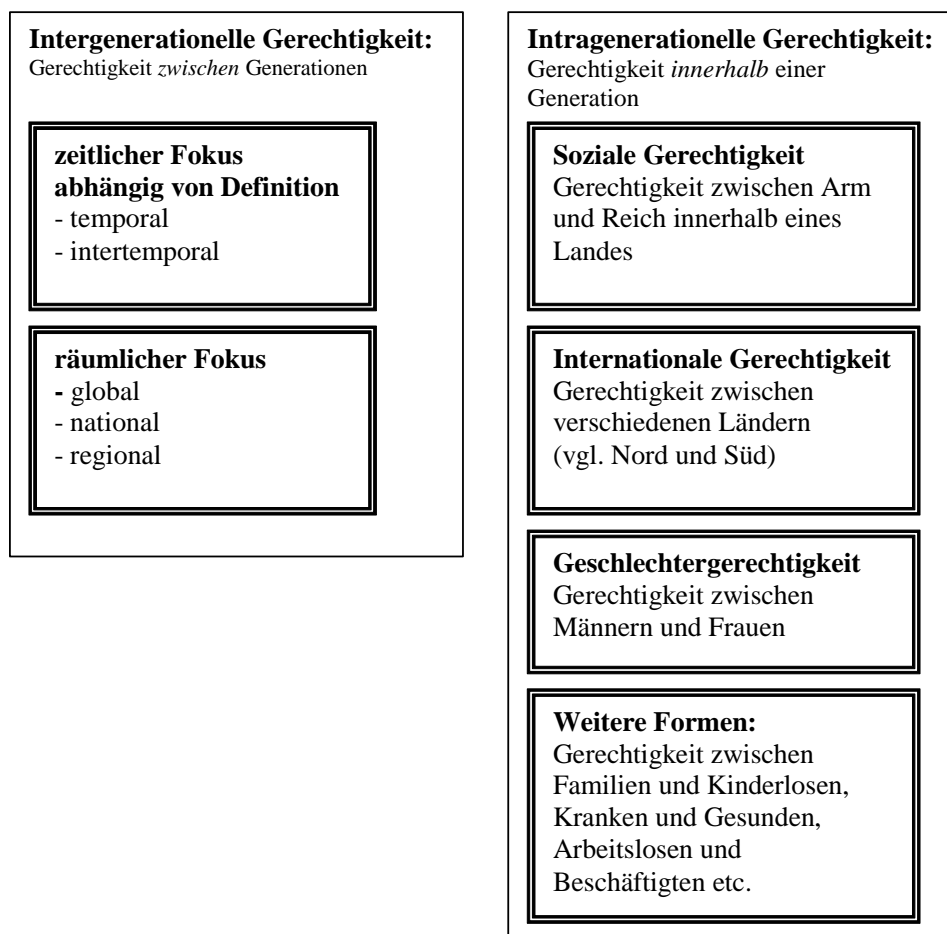 Intergenerationelle Gerechtigkeit:
Gerechtigkeit zwischen Generationen
zeitlicher Fokus
abhängig von Definition
- temporal
- intertemporal
räumlicher Fokus
- global
- national
- regional
Intragenerationelle Gerechtigkeit:
Gerechtigkeit innerhalb einer
Generation
Soziale Gerechtigkeit
Gerechtigkeit zwischen Arm
und Reich innerhalb eines
Landes
Internationale Gerechtigkeit
Gerechtigkeit zwischen
verschiedenen Ländern
(vgl. Nord und Süd)
Geschlechtergerechtigkeit
Gerechtigkeit zwischen
Männern und Frauen
Weitere Formen:
Gerechtigkeit zwischen
Familien und Kinderlosen,
Kranken und Gesunden,
Arbeitslosen und
Beschäftigten etc.